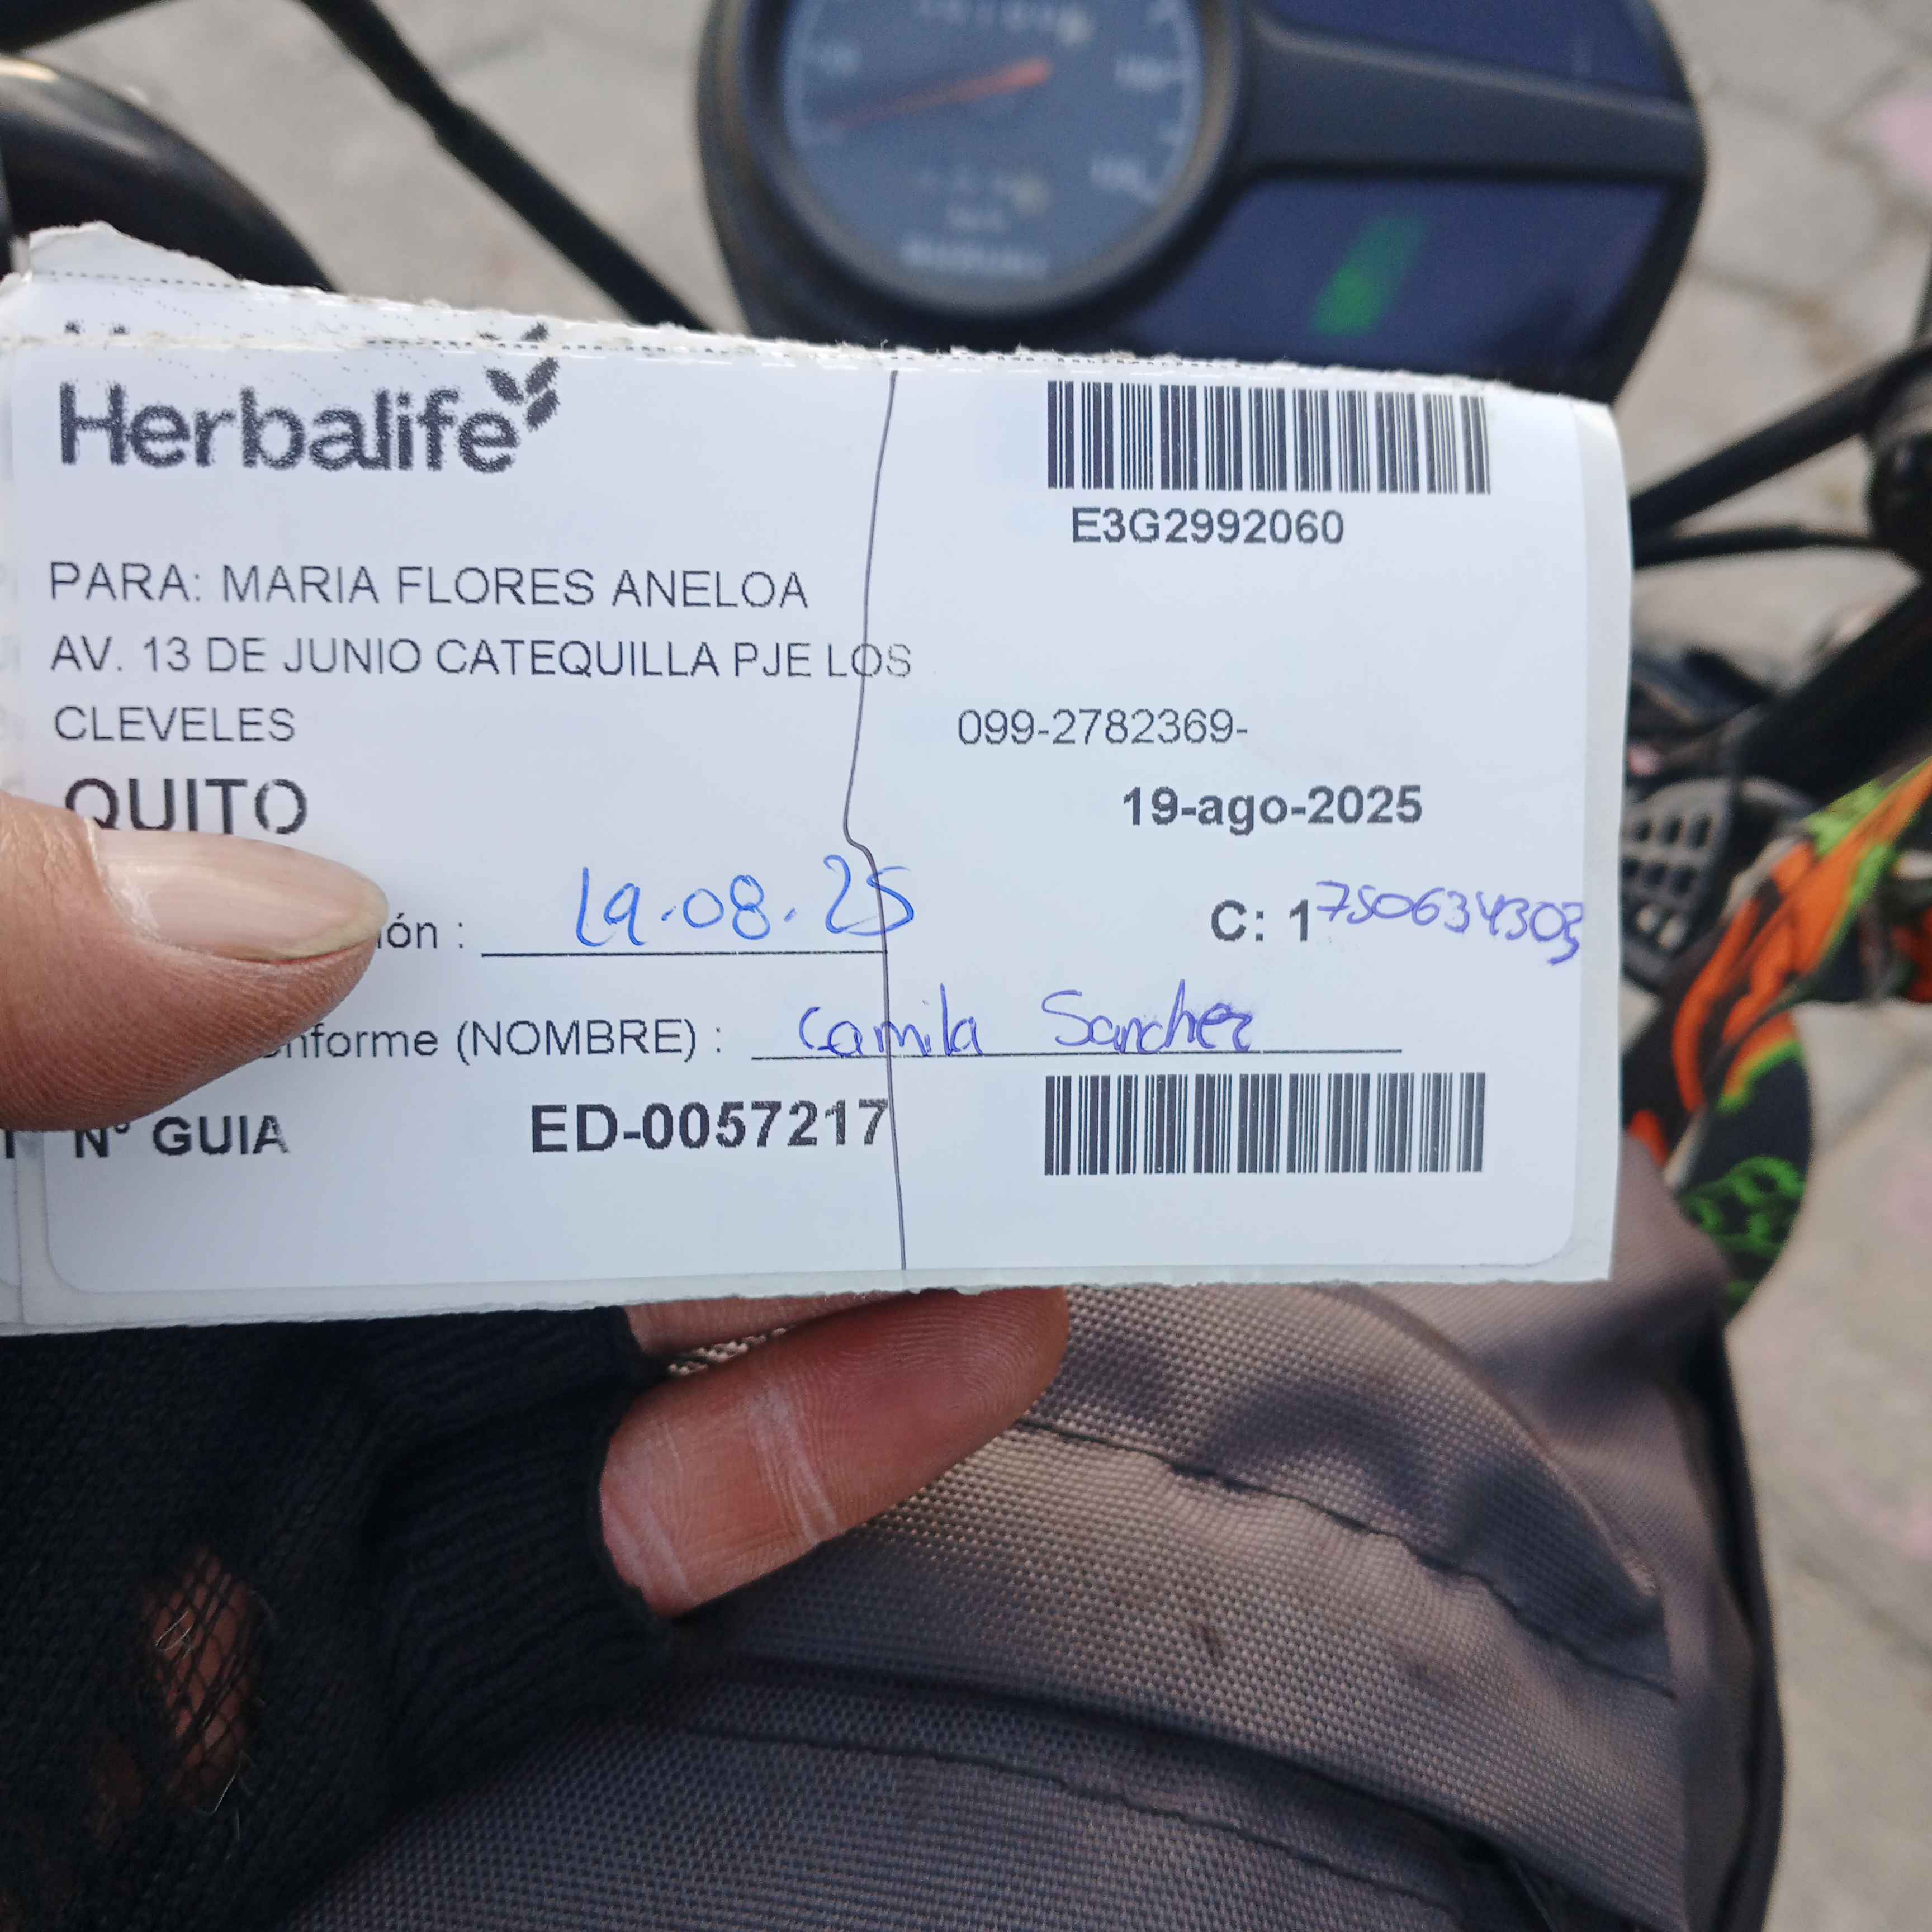 Herbalife
E3G2992060
PARA: MARIA FLORES ANELOA
AV. 13 DE JUNIO CATEQUILLA PJE LOS
CLEVELES
099-2782369-
QUITO
19-ago-2025
ión : 19.08.25
C: 1750634303
nforme (NOMBRE) : Camila Sanchez
N° GUIA ED-0057217